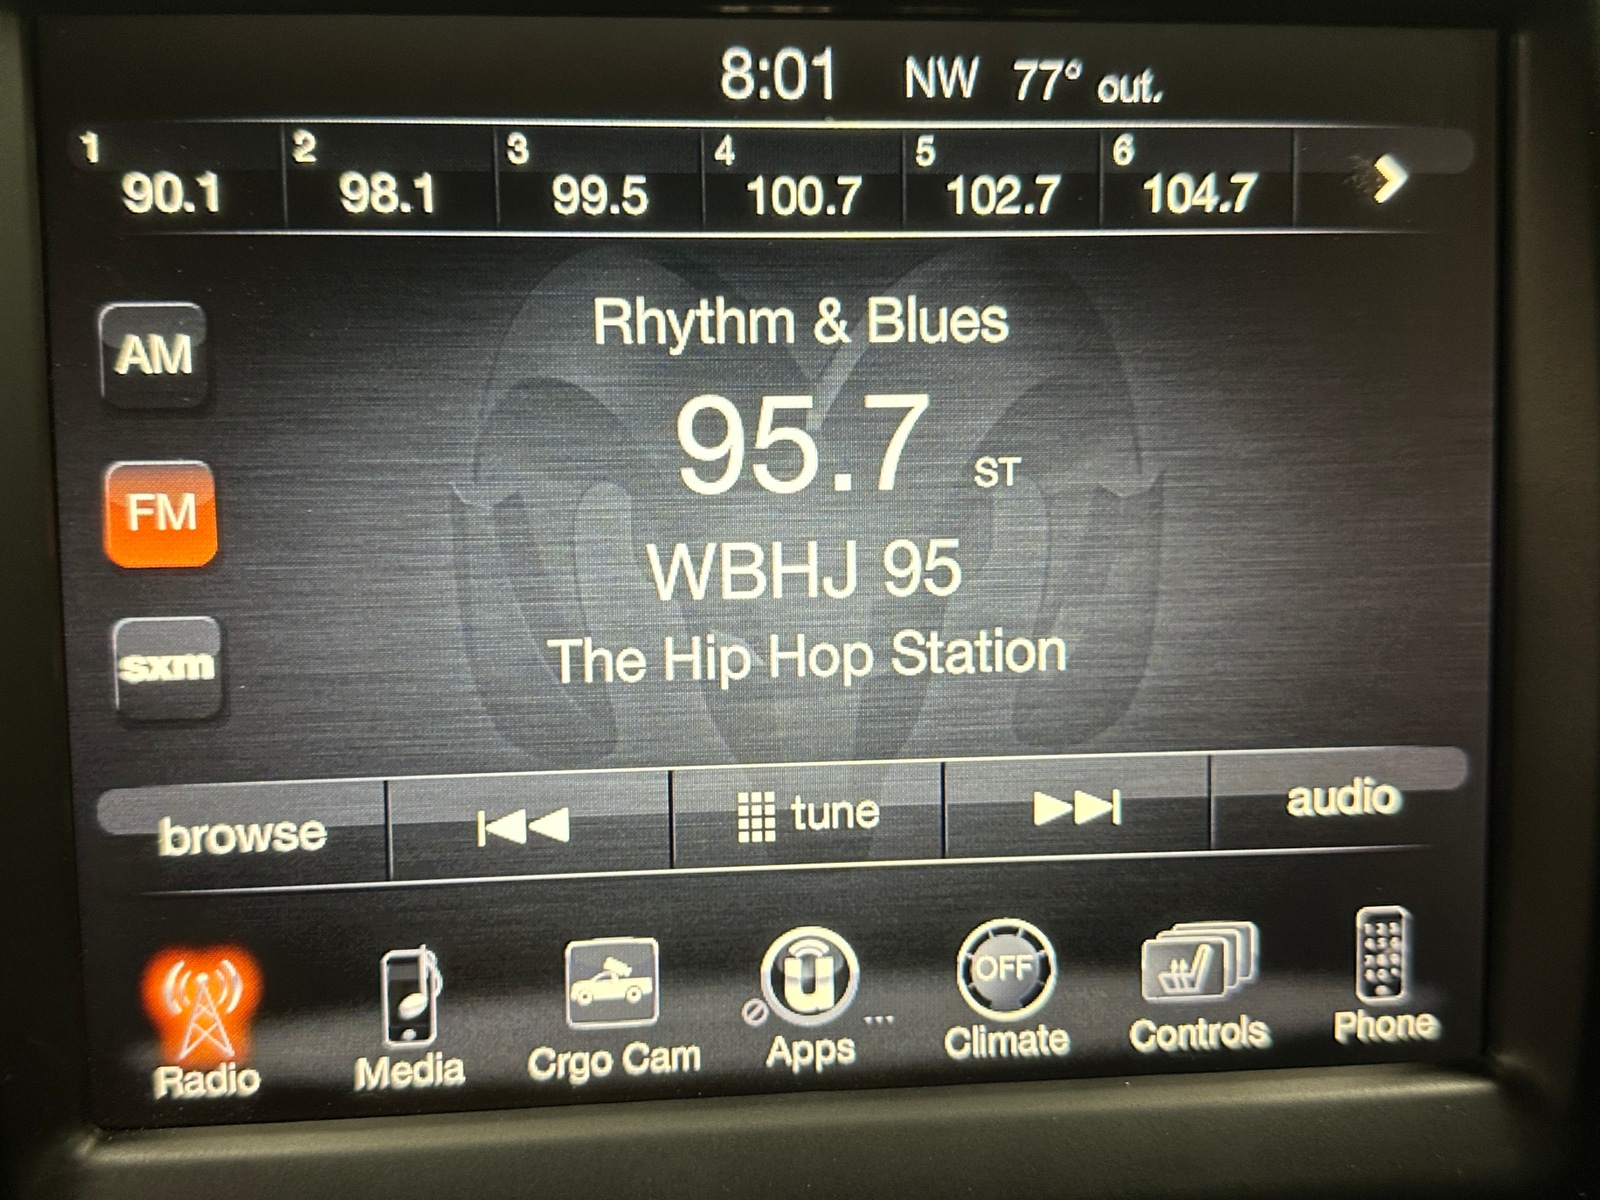 8:01 NW 77° out.
1 2 3 4 5 6
90.1 98.1 99.5 100.7 102.7 104.7
AM
Rhythm & Blues
95.7 ST
FM
WBHJ 95
The Hip Hop Station
sxm
browse tune audio
OFF
Radio Media Crgo Cam Apps ... Climate Controls Phone